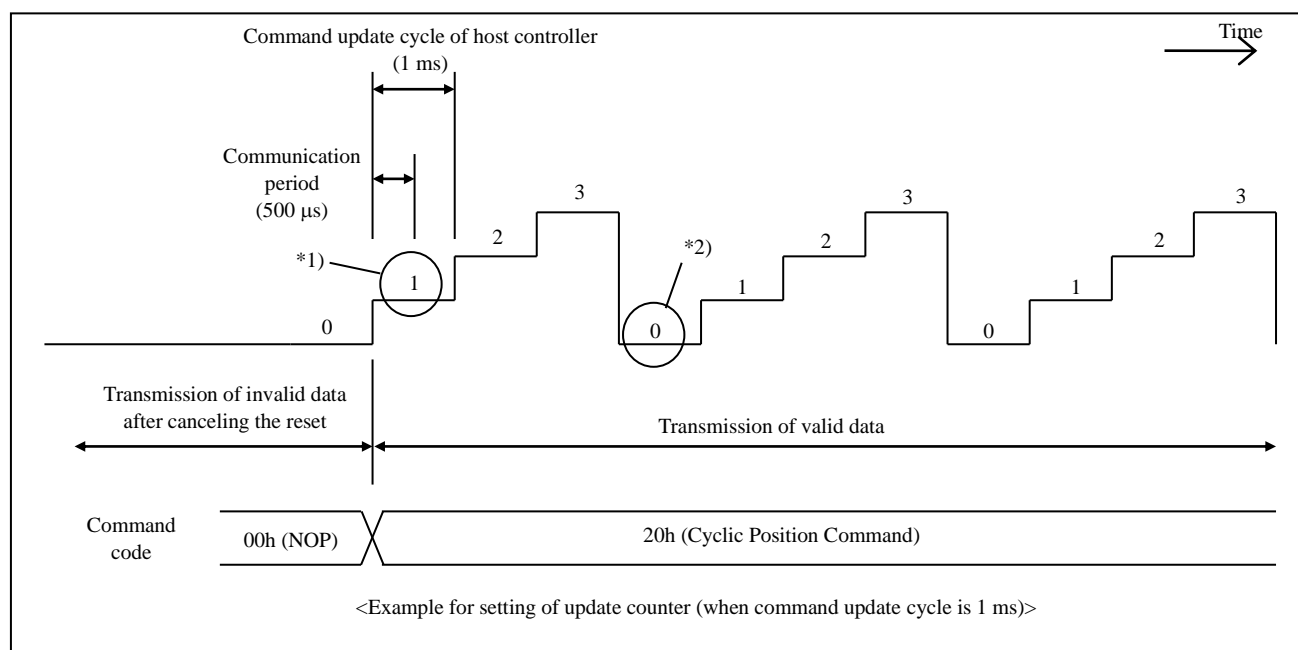 Command update cycle of host controller
(1 ms)
Time
Communication
period
(500 μs)
*1)
*2)
0
1
2
3
0
1
2
3
0
1
2
3
Transmission of invalid data
after canceling the reset
Transmission of valid data
Command
code
00h (NOP)
20h (Cyclic Position Command)
<Example for setting of update counter (when command update cycle is 1 ms)>